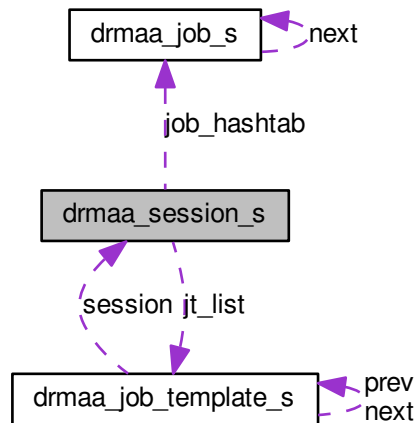 drmaa_job_s
next
job_hashtab
drmaa_session_s
session
jt_list
drmaa_job_template_s
prev
next